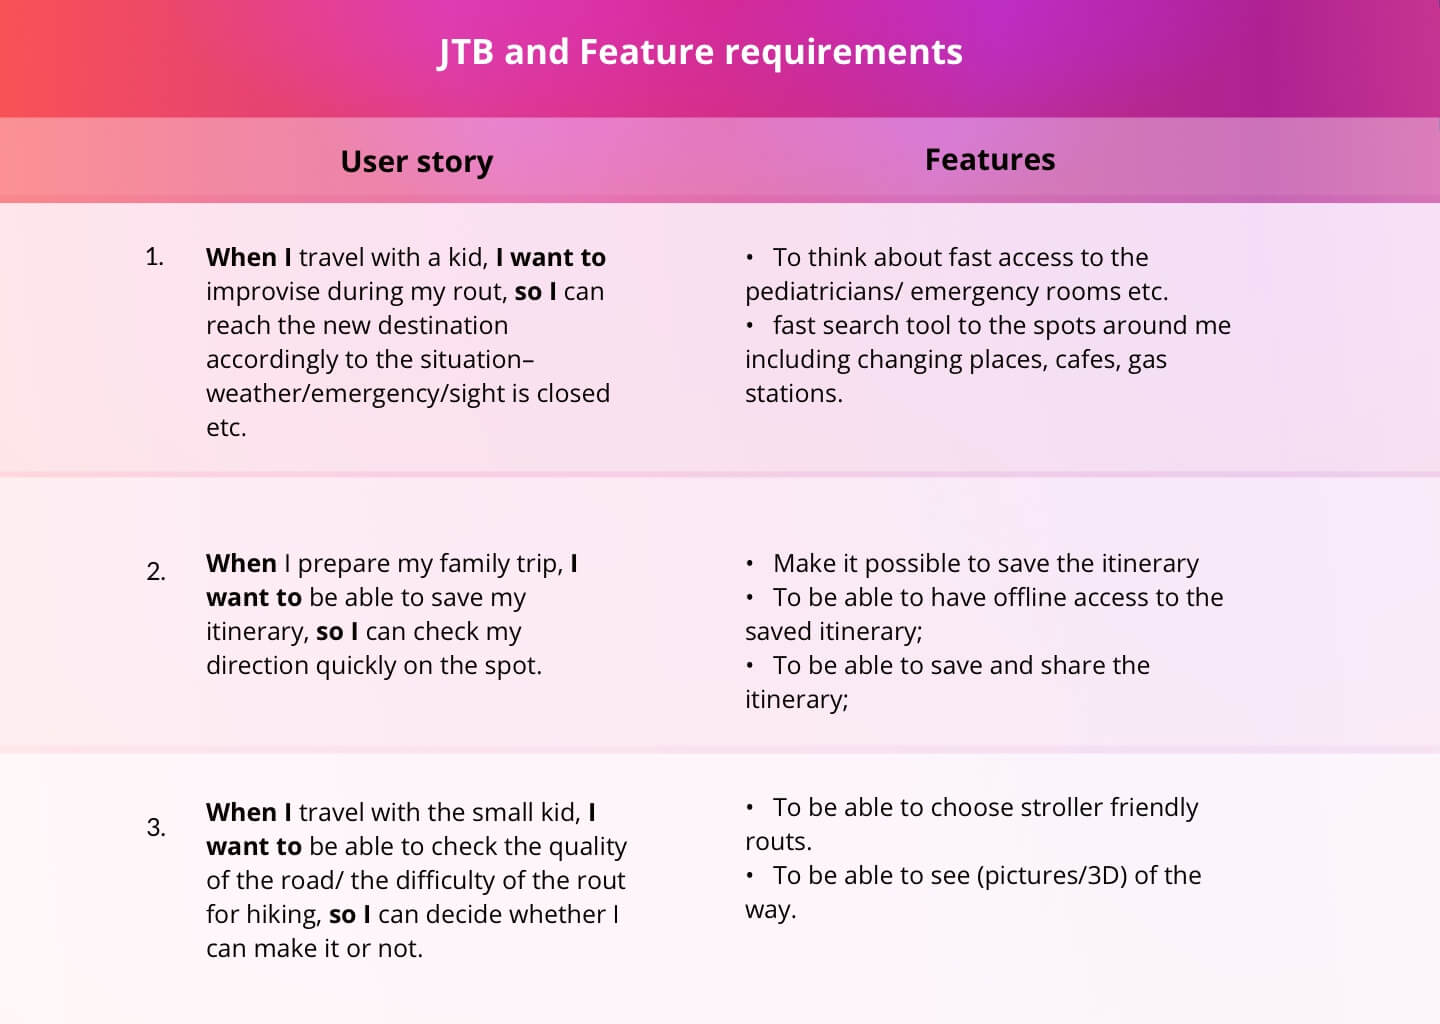 JTB and Feature requirements
User story
Features
1.
When I travel with a kid, I want to
improvise during my rout, so I can
reach the new destination
accordingly to the situation–
weather/emergency/sight is closed
etc.
• To think about fast access to the
pediatricians/ emergency rooms etc.
• fast search tool to the spots around me
including changing places, cafes, gas
stations.
2.
When I prepare my family trip, I
want to be able to save my
itinerary, so I can check my
direction quickly on the spot.
• Make it possible to save the itinerary
• To be able to have offline access to the
saved itinerary;
• To be able to save and share the
itinerary;
3.
When I travel with the small kid, I
want to be able to check the quality
of the road/ the difficulty of the rout
for hiking, so I can decide whether I
can make it or not.
• To be able to choose stroller friendly
routs.
• To be able to see (pictures/3D) of the
way.